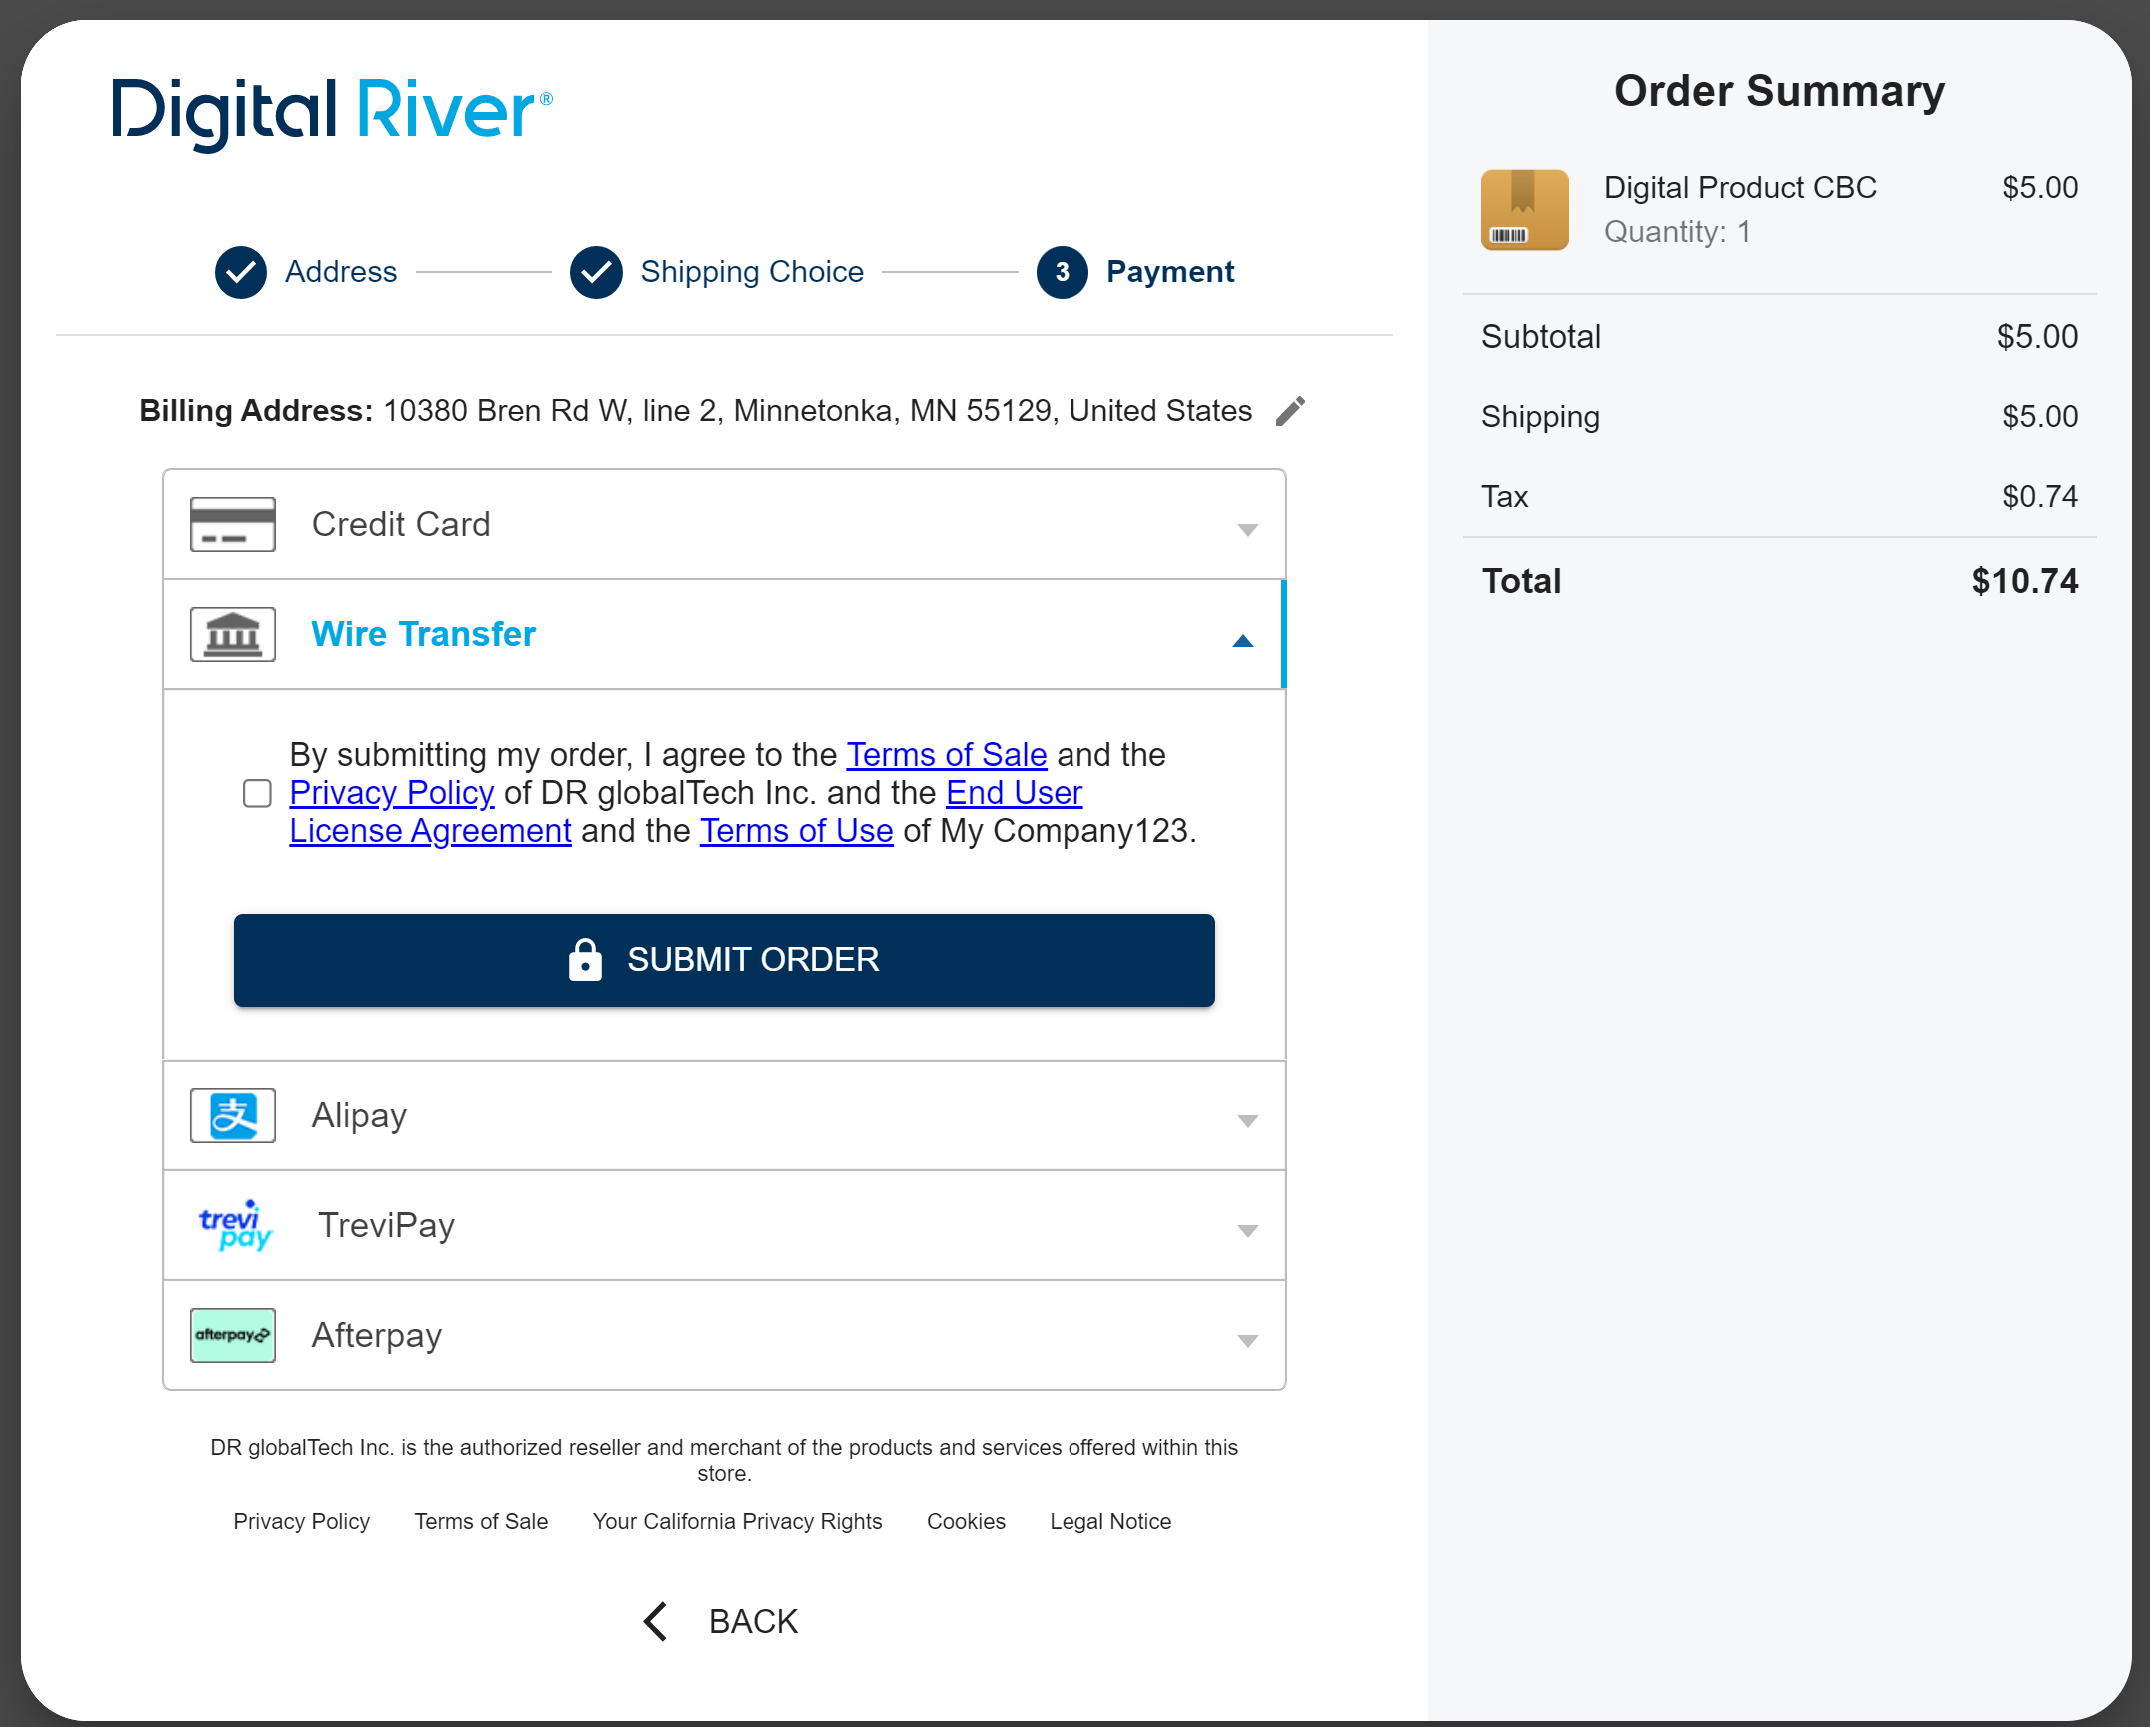 Digital River®
Address
Shipping Choice
3 Payment
Billing Address: 10380 Bren Rd W, line 2, Minnetonka, MN 55129, United States
Credit Card
Wire Transfer
By submitting my order, I agree to the Terms of Sale and the
Privacy Policy of DR globalTech Inc. and the End User
License Agreement and the Terms of Use of My Company123.
SUBMIT ORDER
支 Alipay
trevi
pay
TreviPay
afterpay Afterpay
DR globalTech Inc. is the authorized reseller and merchant of the products and services offered within this
store.
Privacy Policy Terms of Sale Your California Privacy Rights Cookies Legal Notice
BACK
Order Summary
Digital Product CBC $5.00
Quantity: 1
Subtotal $5.00
Shipping $5.00
Tax $0.74
Total $10.74